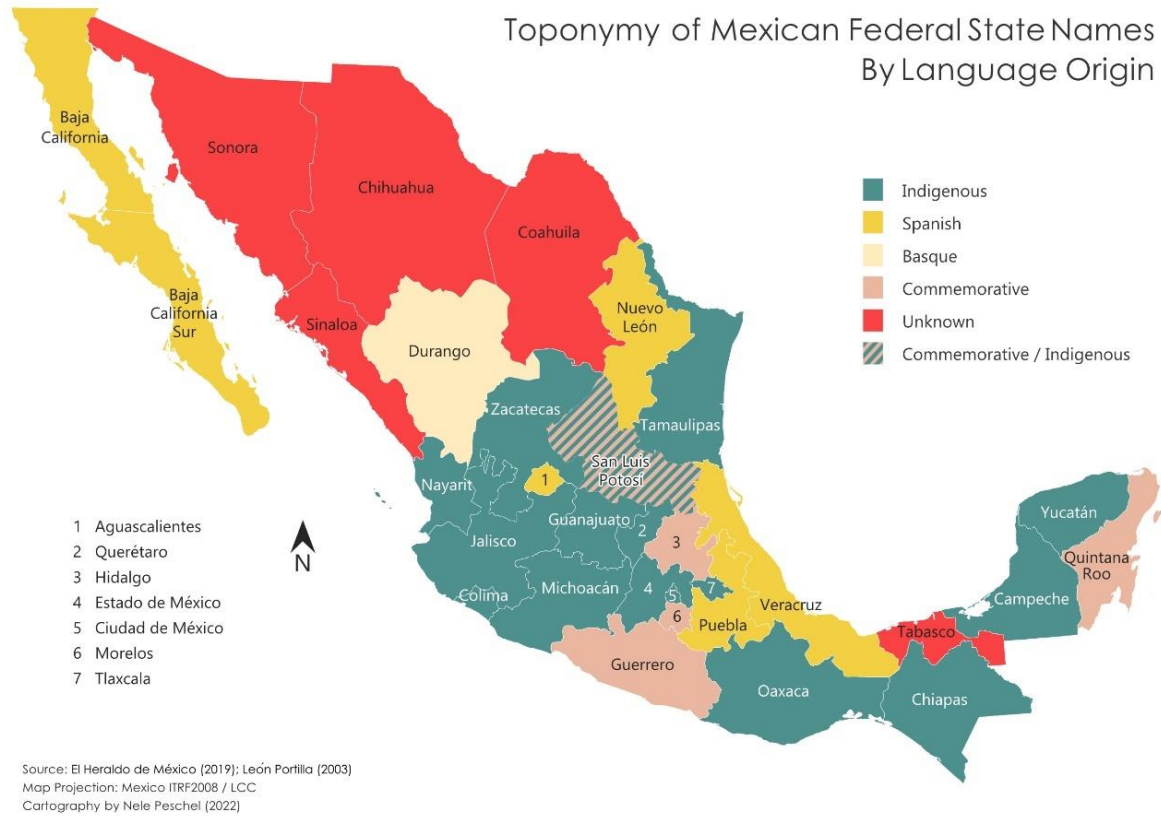 Toponymy of Mexican Federal State Names
By Language Origin
Indigenous
Spanish
Basque
Commemorative
Unknown
Commemorative / Indigenous
Baja
California
Sonora
Chihuahua
Coahuila
Baja
California
Sur
Sinaloa
Nuevo
León
Durango
Zacatecas
Tamaulipas
San Luis
Potosí
Nayarit
1
Guanajuato
2
Jalisco
3
Yucatán
Quintana
Roo
Colima
Michoacán
4
5
7
6
Campeche
Veracruz
Puebla
Tabasco
Guerrero
Oaxaca
Chiapas
1 Aguascalientes
2 Querétaro
3 Hidalgo
4 Estado de México
5 Ciudad de México
6 Morelos
7 Tlaxcala
N
Source: El Heraldo de México (2019); León Portilla (2003)
Map Projection: Mexico ITRF2008 / LCC
Cartography by Nele Peschel (2022)